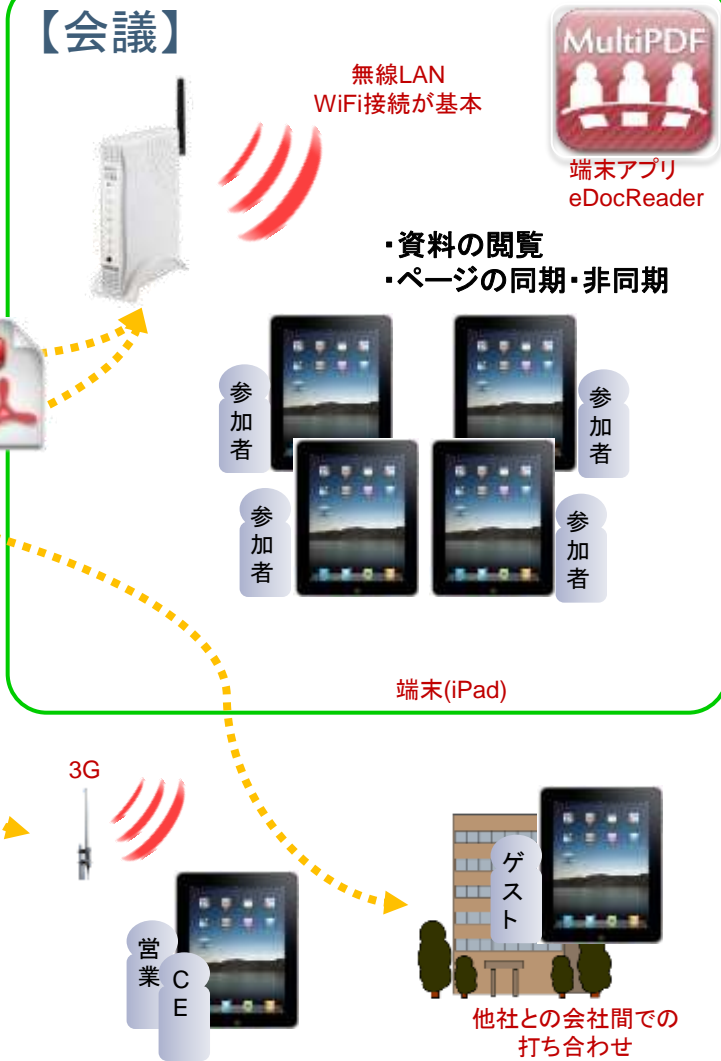 【会議】
MultiPDF
無線LAN
WiFi接続が基本
端末アプリ
eDocReader
・資料の閲覧
・ページの同期・非同期
参加者
参加者
参加者
参加者
端末(iPad)
3G
営業
CE
ゲスト
他社との会社間での
打ち合わせ